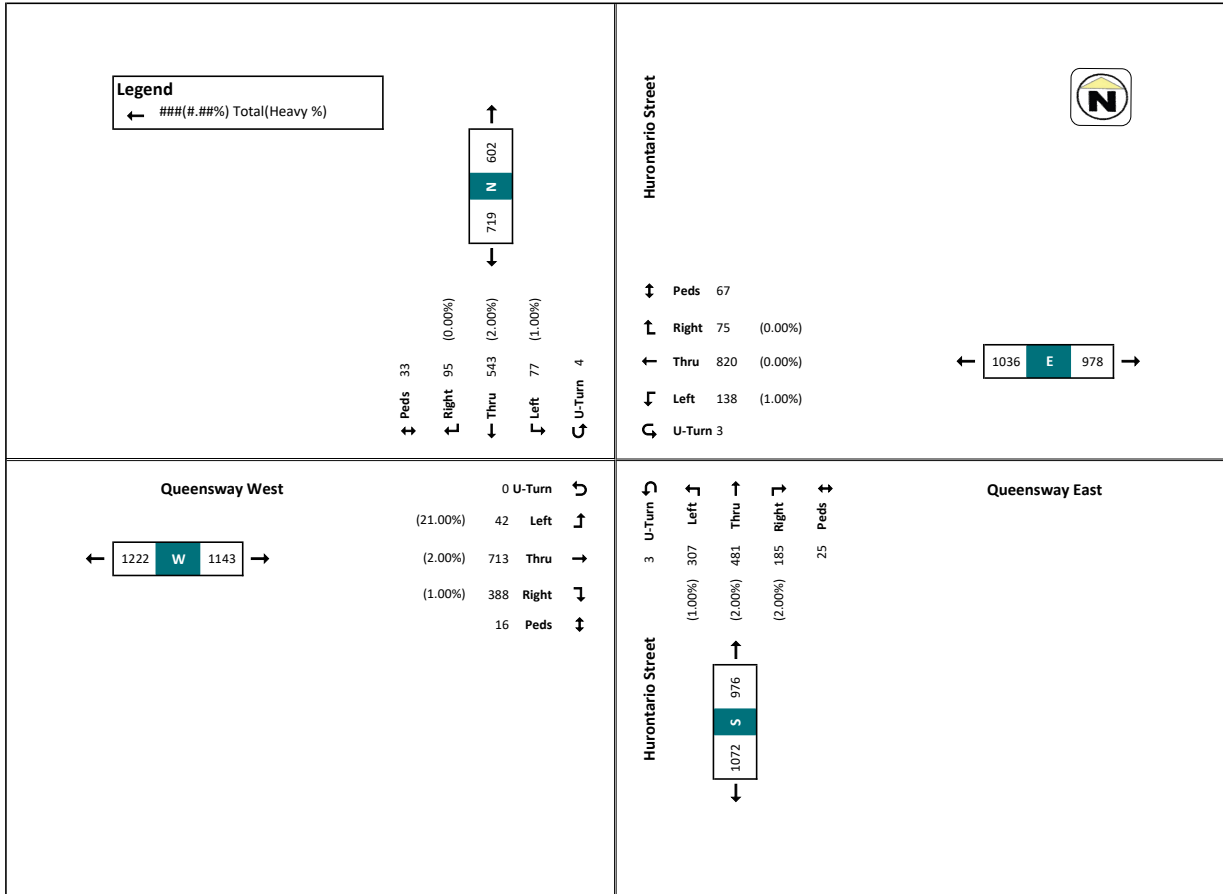 Legend
← ###(#.##%) Total(Heavy %)
602
N
719
Peds 33
Right 95 (0.00%)
Thru 543 (2.00%)
Left 77 (1.00%)
U-Turn 4
Hurontario Street
N
Peds 67
Right 75 (0.00%)
Thru 820 (0.00%)
Left 138 (1.00%)
U-Turn 3
1036 E 978
Queensway West
0 U-Turn
(21.00%) 42 Left
(2.00%) 713 Thru
(1.00%) 388 Right
16 Peds
1222 W 1143
3 U-Turn
(1.00%) 307 Left
(2.00%) 481 Thru
(2.00%) 185 Right
25 Peds
Queensway East
Hurontario Street
976
S
1072